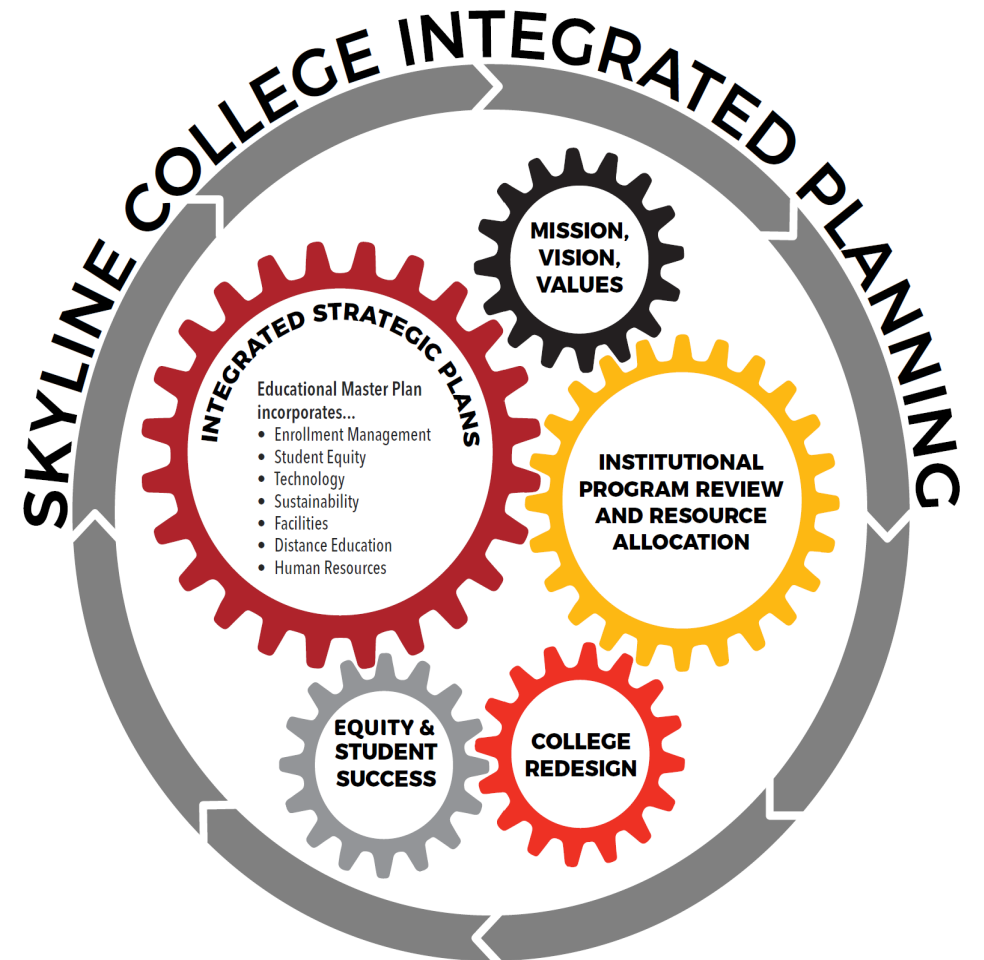 SKYLINE COLLEGE INTEGRATED PLANNING
MISSION,
VISION,
VALUES
INTEGRATED STRATEGIC PLANS
Educational Master Plan
incorporates...
• Enrollment Management
• Student Equity
• Technology
• Sustainability
• Facilities
• Distance Education
• Human Resources
INSTITUTIONAL
PROGRAM REVIEW
AND RESOURCE
ALLOCATION
EQUITY &
STUDENT
SUCCESS
COLLEGE
REDESIGN